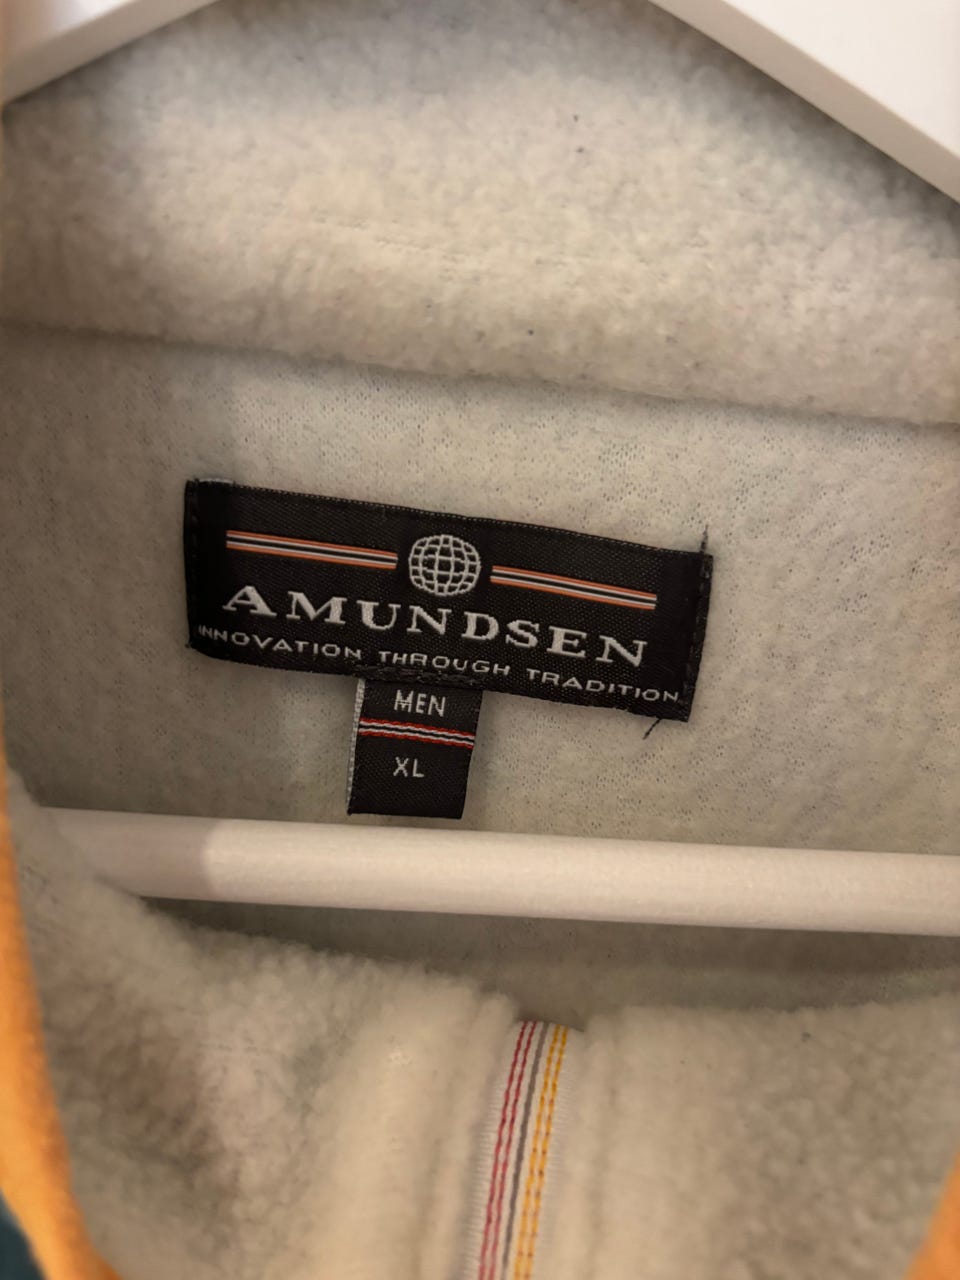 AMUNDSEN
INNOVATION THROUGH TRADITION
MEN
XL